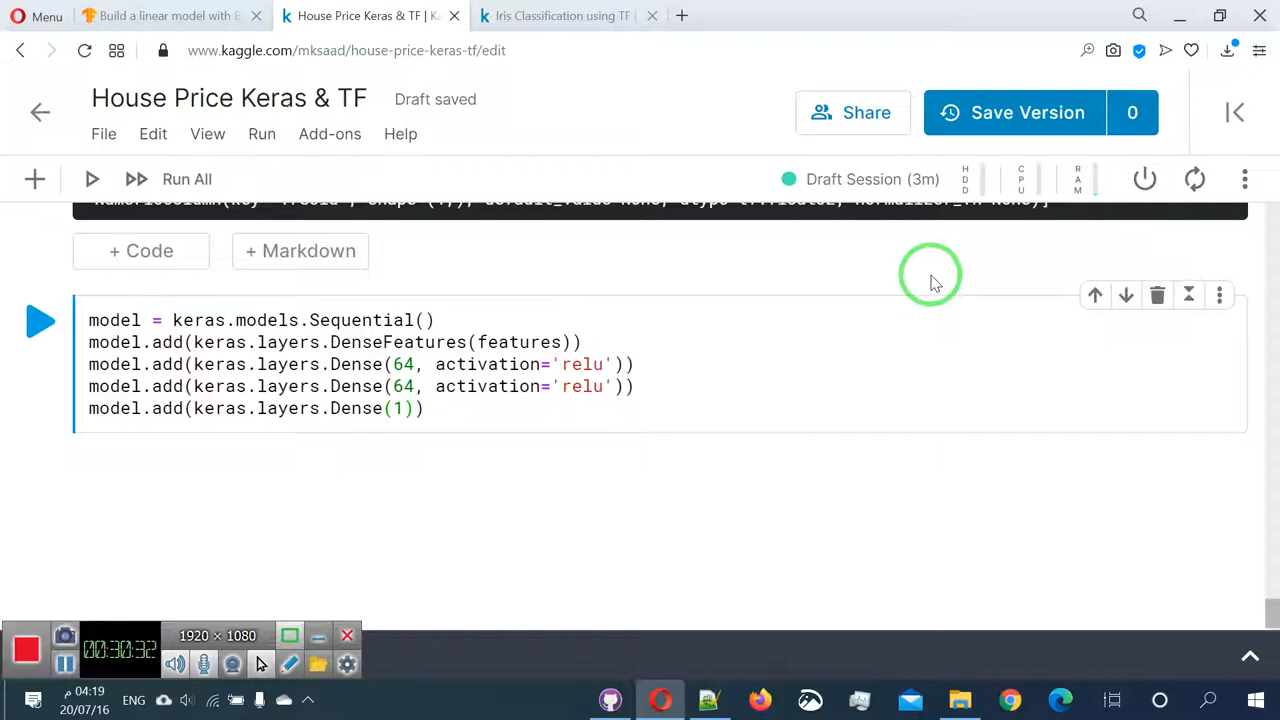 Menu
Build a linear model with E
House Price Keras & TF | Ka
Iris Classification using TF |
www.kaggle.com/mksaad/house-price-keras-tf/edit
House Price Keras & TF
Draft saved
Share
Save Version
0
File
Edit
View
Run
Add-ons
Help
Run All
Draft Session (3m)
HDD
CPU
RAM
+ Code
+ Markdown
model = keras.models.Sequential()
model.add(keras.layers.DenseFeatures(features))
model.add(keras.layers.Dense(64, activation='relu'))
model.add(keras.layers.Dense(64, activation='relu'))
model.add(keras.layers.Dense(1))
1920 × 1080
00:30:32
04:19 م
20/07/16
ENG